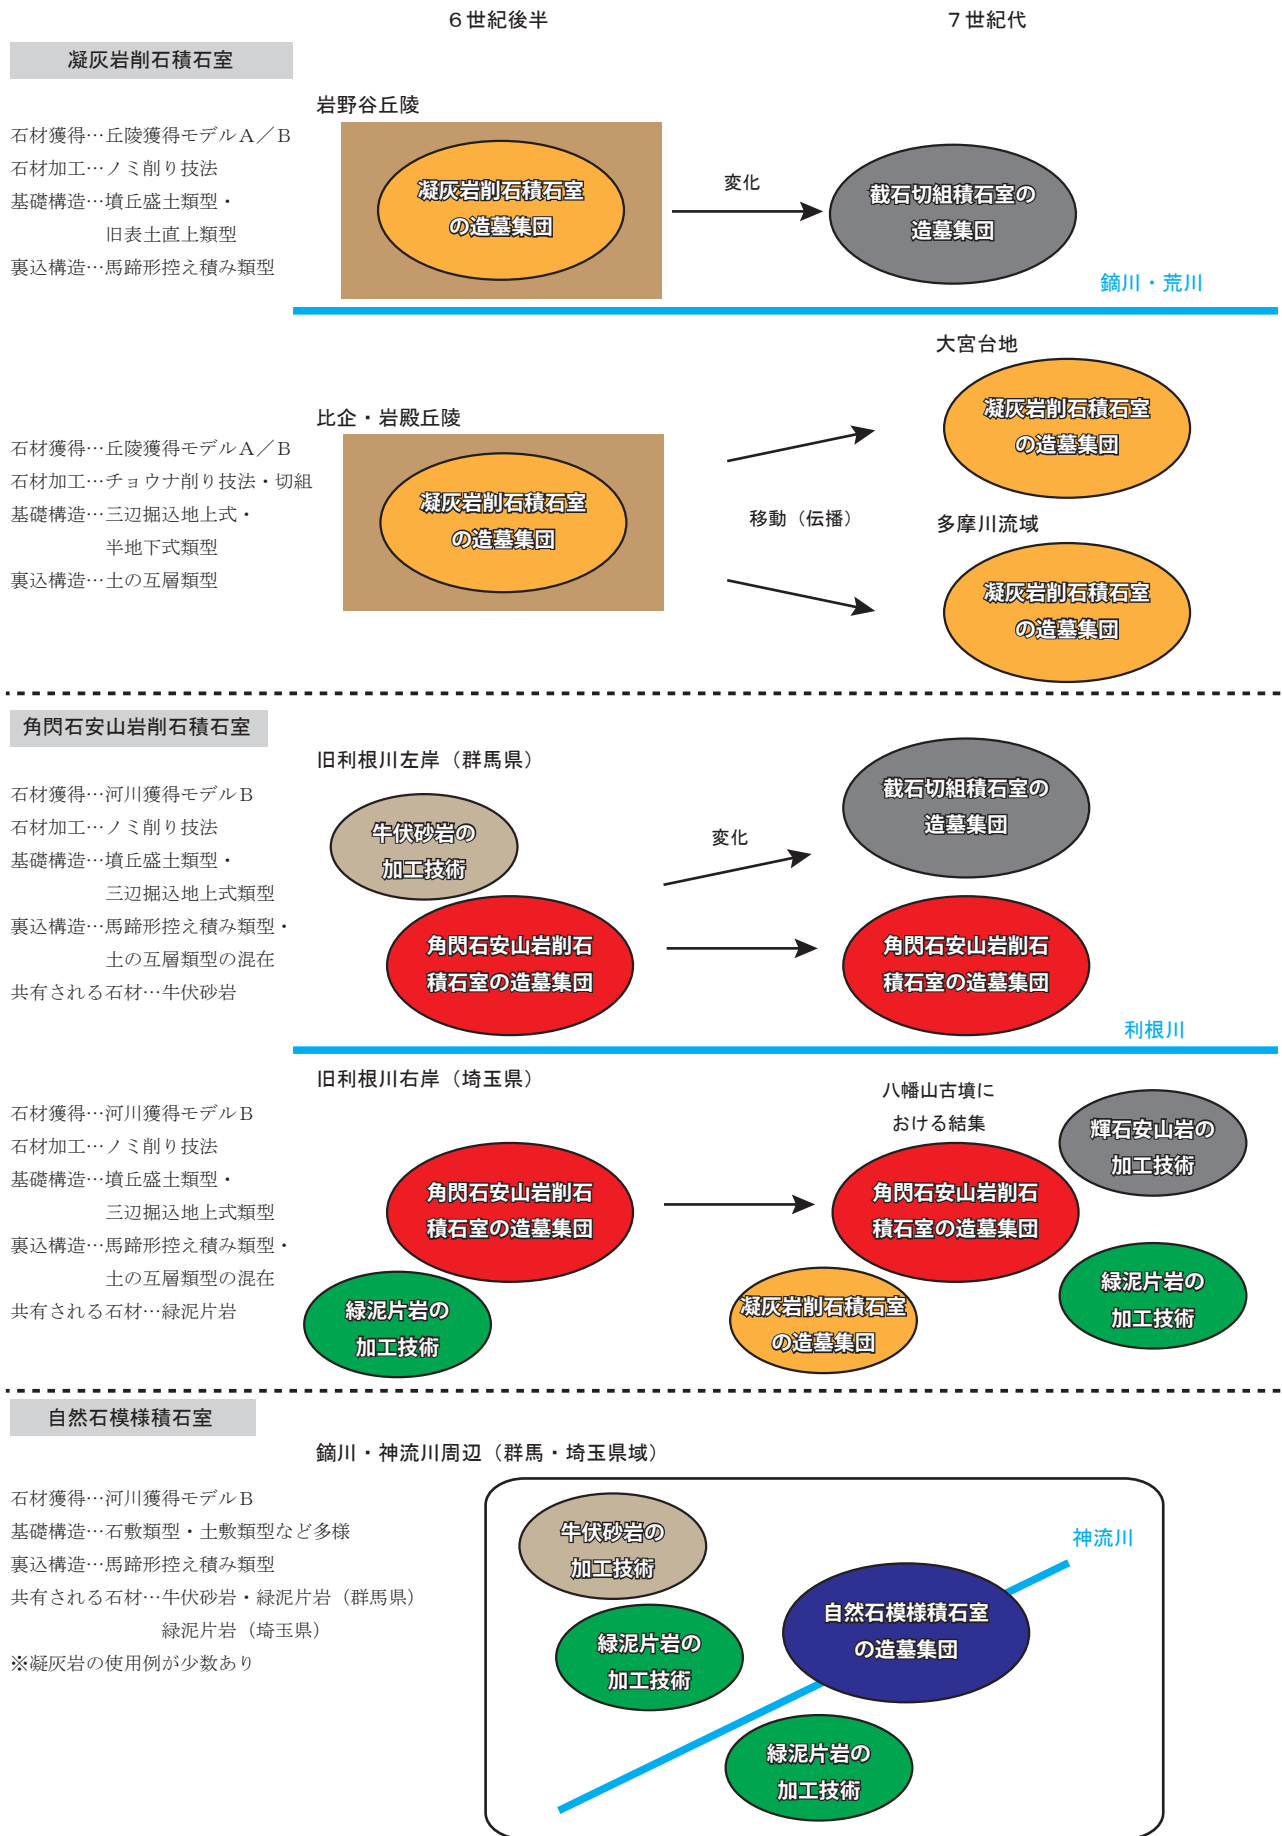 ６世紀後半
７世紀代
凝灰岩削石積石室
岩野谷丘陵
石材獲得…丘陵獲得モデルＡ／Ｂ
石材加工…ノミ削り技法
基礎構造…墳丘盛土類型・
旧表土直上類型
裏込構造…馬蹄形控え積み類型
凝灰岩削石積石室
の造墓集団
変化
截石切組積石室の
造墓集団
鏑川・荒川
比企・岩殿丘陵
石材獲得…丘陵獲得モデルＡ／Ｂ
石材加工…チョウナ削り技法・切組
基礎構造…三辺掘込地上式・
半地下式類型
裏込構造…土の互層類型
凝灰岩削石積石室
の造墓集団
移動（伝播）
大宮台地
凝灰岩削石積石室
の造墓集団
多摩川流域
凝灰岩削石積石室
の造墓集団
角閃石安山岩削石積石室
旧利根川左岸（群馬県）
石材獲得…河川獲得モデルＢ
石材加工…ノミ削り技法
基礎構造…墳丘盛土類型・
三辺掘込地上式類型
裏込構造…馬蹄形控え積み類型・
土の互層類型の混在
共有される石材…牛伏砂岩
牛伏砂岩の
加工技術
角閃石安山岩削石
積石室の造墓集団
変化
截石切組積石室の
造墓集団
角閃石安山岩削石
積石室の造墓集団
利根川
旧利根川右岸（埼玉県）
石材獲得…河川獲得モデルＢ
石材加工…ノミ削り技法
基礎構造…墳丘盛土類型・
三辺掘込地上式類型
裏込構造…馬蹄形控え積み類型・
土の互層類型の混在
共有される石材…緑泥片岩
角閃石安山岩削石
積石室の造墓集団
緑泥片岩の
加工技術
八幡山古墳に
おける結集
角閃石安山岩削石
積石室の造墓集団
輝石安山岩の
加工技術
緑泥片岩の
加工技術
凝灰岩削石積石室
の造墓集団
自然石模様積石室
鏑川・神流川周辺（群馬・埼玉県域）
石材獲得…河川獲得モデルＢ
基礎構造…石敷類型・土敷類型など多様
裏込構造…馬蹄形控え積み類型
共有される石材…牛伏砂岩・緑泥片岩（群馬県）
緑泥片岩（埼玉県）
※凝灰岩の使用例が少数あり
牛伏砂岩の
加工技術
神流川
緑泥片岩の
加工技術
自然石模様積石室
の造墓集団
緑泥片岩の
加工技術